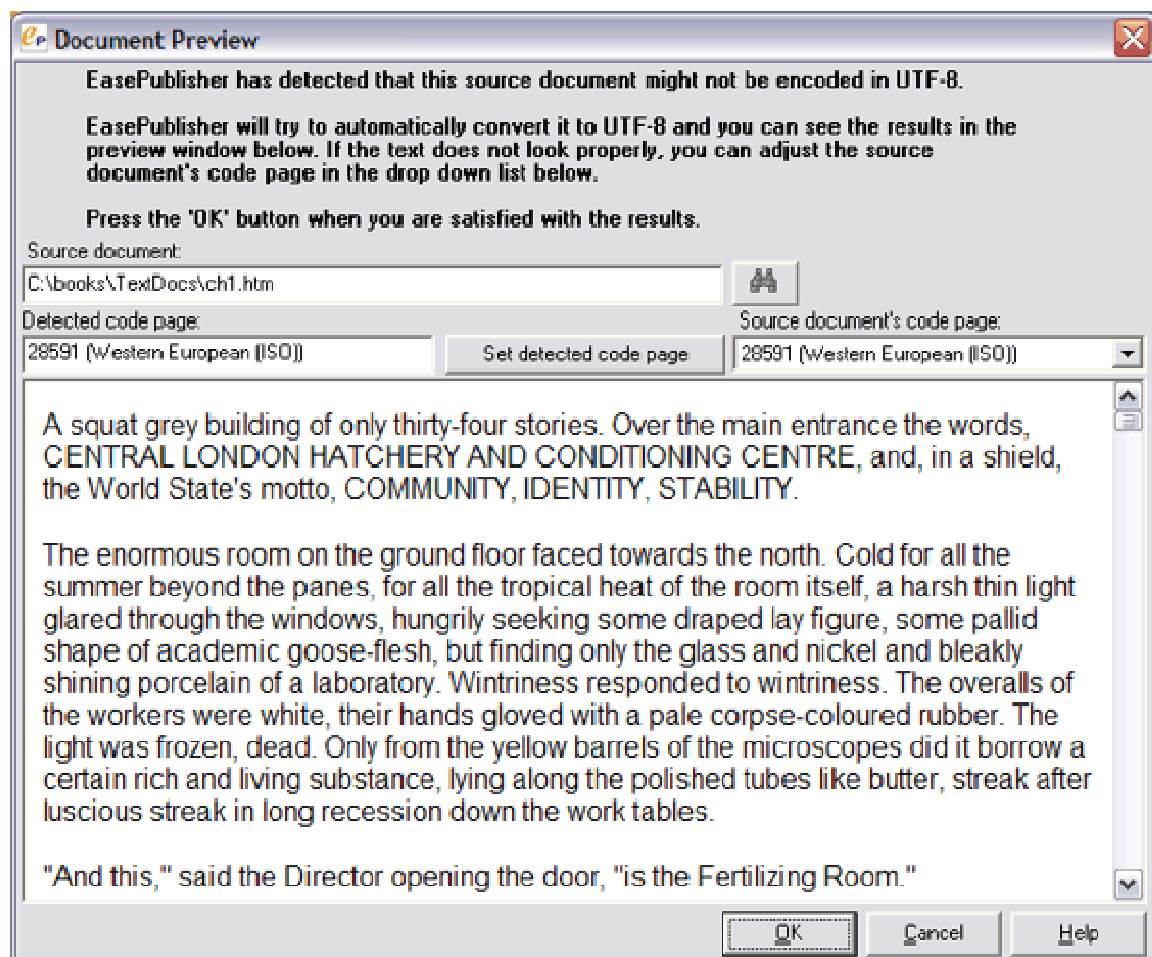 eP Document Preview
EasePublisher has detected that this source document might not be encoded in UTF-8.
EasePublisher will try to automatically convert it to UTF-8 and you can see the results in the
preview window below. If the text does not look properly, you can adjust the source
document's code page in the drop down list below.
Press the 'OK' button when you are satisfied with the results.
Source document:
C:\books\TextDocs\ch1.htm
Detected code page:
Source document's code page:
28591 (Western European (ISO))
Set detected code page
28591 (Western European (ISO))
A squat grey building of only thirty-four stories. Over the main entrance the words,
CENTRAL LONDON HATCHERY AND CONDITIONING CENTRE, and, in a shield,
the World State's motto, COMMUNITY, IDENTITY, STABILITY.
The enormous room on the ground floor faced towards the north. Cold for all the
summer beyond the panes, for all the tropical heat of the room itself, a harsh thin light
glared through the windows, hungrily seeking some draped lay figure, some pallid
shape of academic goose-flesh, but finding only the glass and nickel and bleakly
shining porcelain of a laboratory. Wintriness responded to wintriness. The overalls of
the workers were white, their hands gloved with a pale corpse-coloured rubber. The
light was frozen, dead. Only from the yellow barrels of the microscopes did it borrow a
certain rich and living substance, lying along the polished tubes like butter, streak after
luscious streak in long recession down the work tables.
"And this," said the Director opening the door, "is the Fertilizing Room."
OK
Cancel
Help